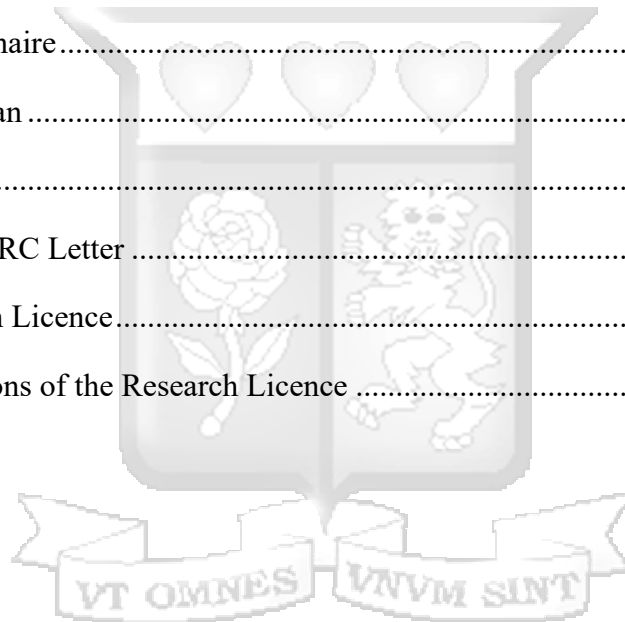 naire..........................................................................
an ..............................................................................
..................................................................................
RC Letter ..............................................................
n Licence................................................................
ons of the Research Licence ..................................
VT OMNES VNVM SINT